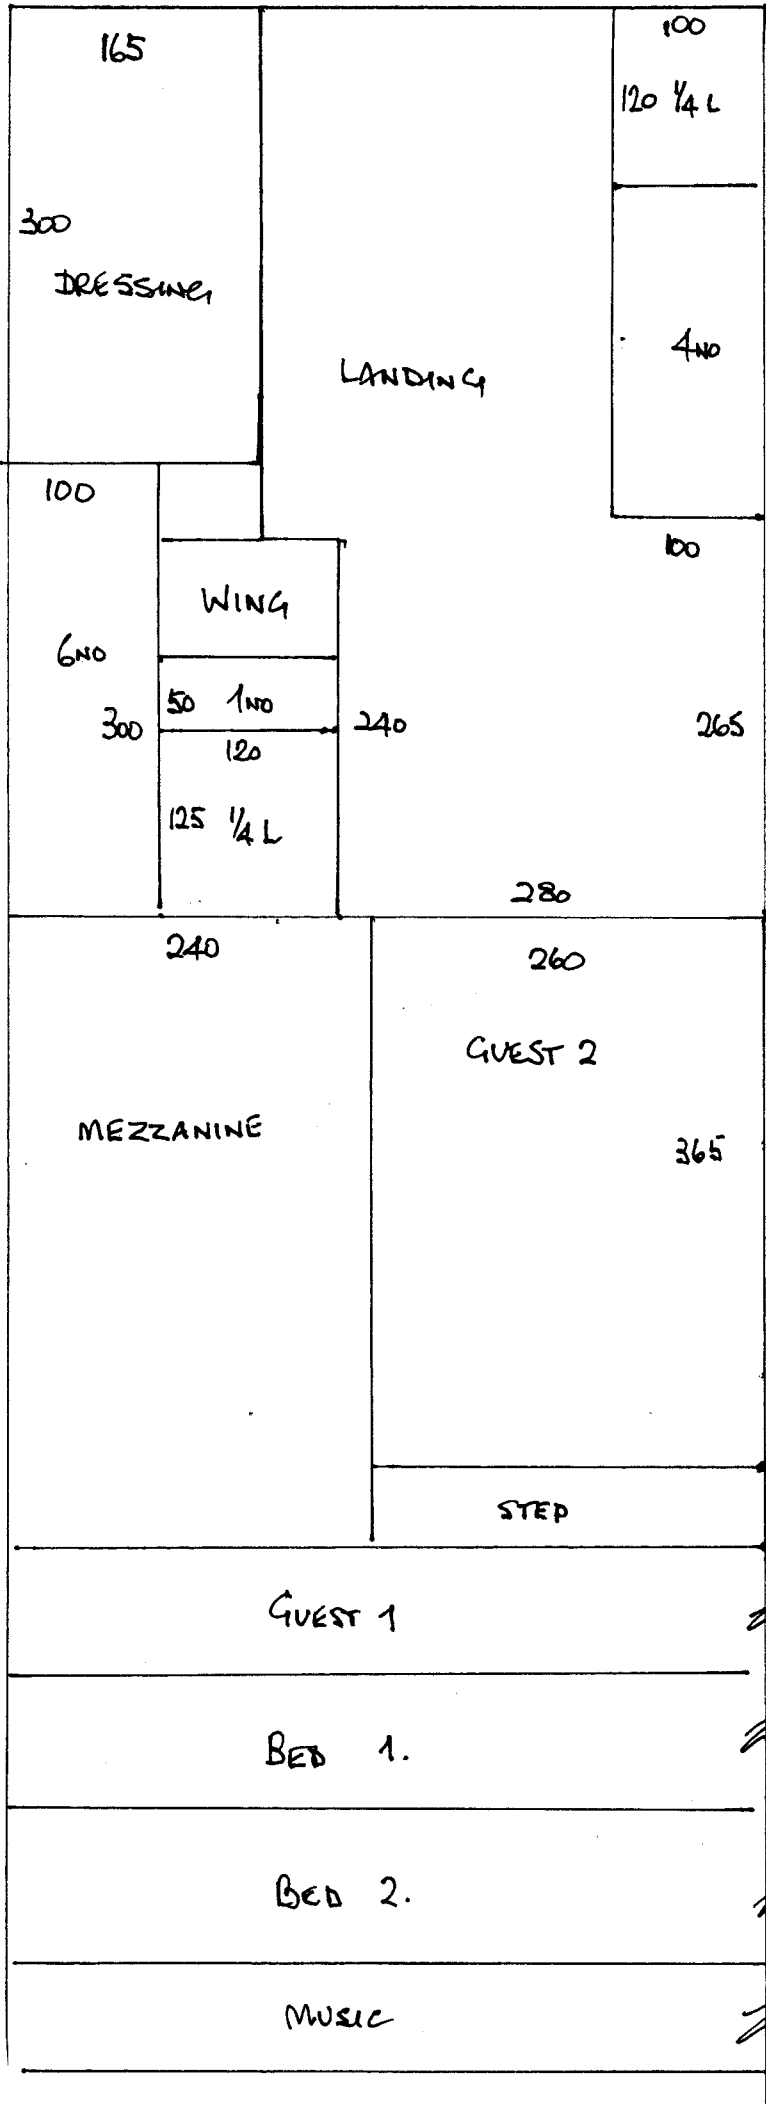 165
100
120 ¼ L
300
DRESSING
4NO
LANDING
100
100
WING
6NO
50 1NO
300
240
265
120
125 ¼ L
280
240
260
GUEST 2
MEZZANINE
365
STEP
GUEST 1
BED 1.
BED 2.
MUSIC